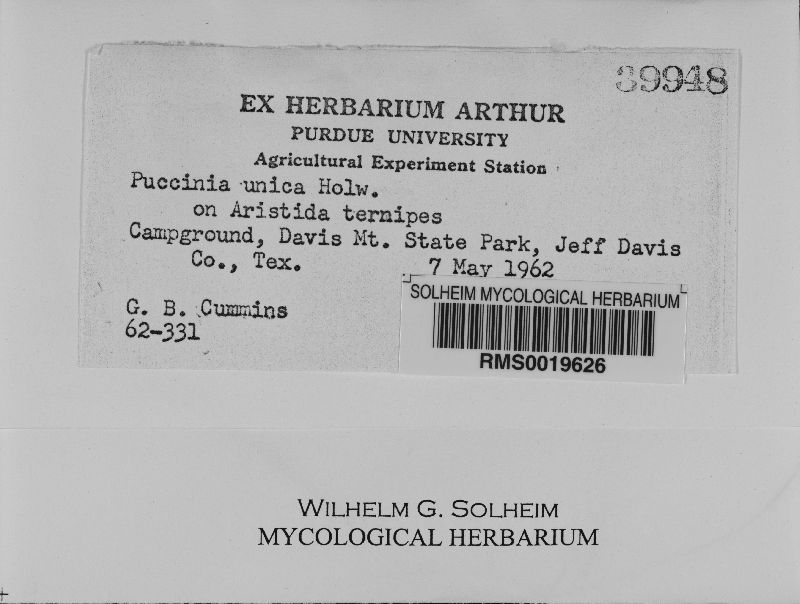 39948
EX HERBARIUM ARTHUR
PURDUE UNIVERSITY
Agricultural Experiment Station
Puccinia unica Holw.
on Aristida ternipes
Campground, Davis Mt. State Park, Jeff Davis
Co., Tex. 7 May 1962
G. B. Cummins
62-331
SOLHEIM MYCOLOGICAL HERBARIUM
RMS0019626
WILHELM G. SOLHEIM
MYCOLOGICAL HERBARIUM